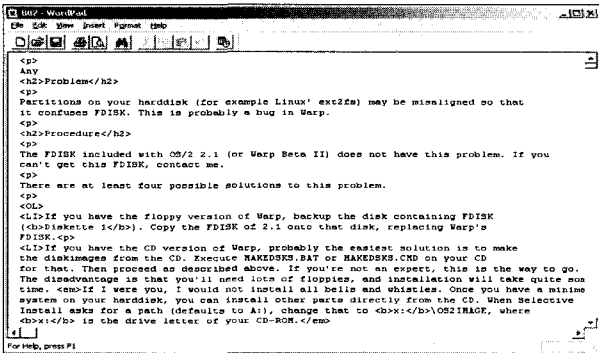 B02 - WordPad
File Edit View Insert Format Help
<p>
Any
<h2>Problem</h2>
<p>
Partitions on your harddisk (for example Linux' ext2fs) may be misaligned so that
it confuses FDISK. This is probably a bug in Warp.
<p>
<h2>Procedure</h2>
<p>
The FDISK included with OS/2 2.1 (or Warp Beta II) does not have this problem. If you
can't get this FDISK, contact me.
<p>
There are at least four possible solutions to this problem.
<p>
<OL>
<LI>If you have the floppy version of Warp, backup the disk containing FDISK
(<b>Diskette 1</b>). Copy the FDISK of 2.1 onto that disk, replacing Warp's
FDISK.<p>
<LI>If you have the CD version of Warp, probably the easiest solution is to make
the diskimages from the CD. Execute MAKEDSKS.BAT or MAKEDSKS.CMD on your CD
for that. Then proceed as described above. If you're not an expert, this is the way to go.
The disadvantage is that you'll need lots of floppies, and installation will take quite som
time. <em>If I were you, I would not install all bells and whistles. Once you have a minime
system on your harddisk, you can install other parts directly from the CD. When Selective
Install asks for a path (defaults to A:), change that to <b>x:</b>\OS2IMAGE, where
<b>x:</b> is the drive letter of your CD-ROM.</em>
For Help, press F1